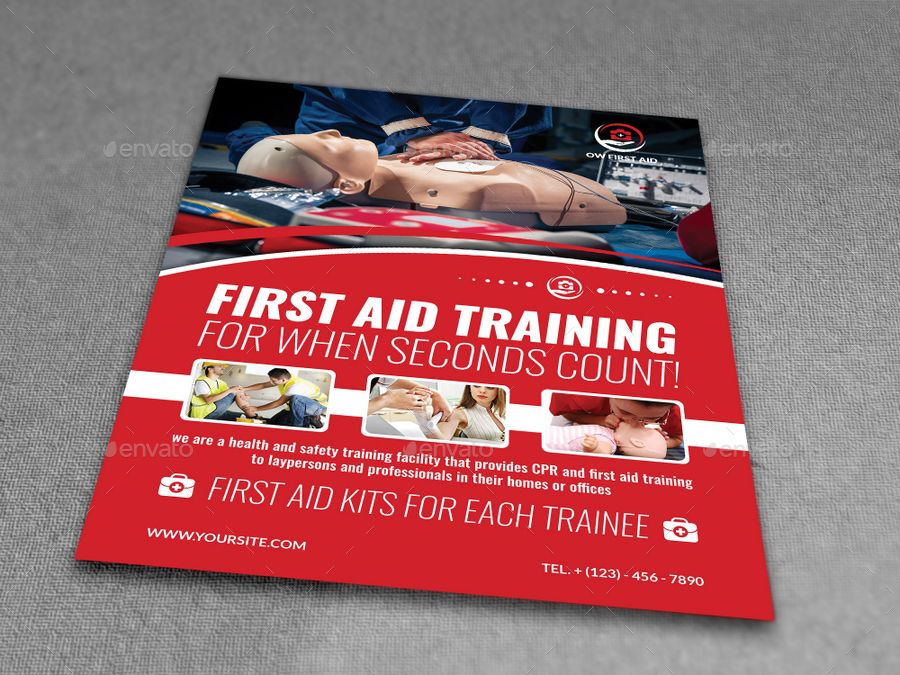 OW FIRST AID
FIRST AID TRAINING
FOR WHEN SECONDS COUNT!
we are a health and safety training facility that provides CPR and first aid training
to laypersons and professionals in their homes or offices
FIRST AID KITS FOR EACH TRAINEE
WWW.YOURSITE.COM
TEL. + (123) - 456 - 7890
envato
envato
envato
envato
envato
envato